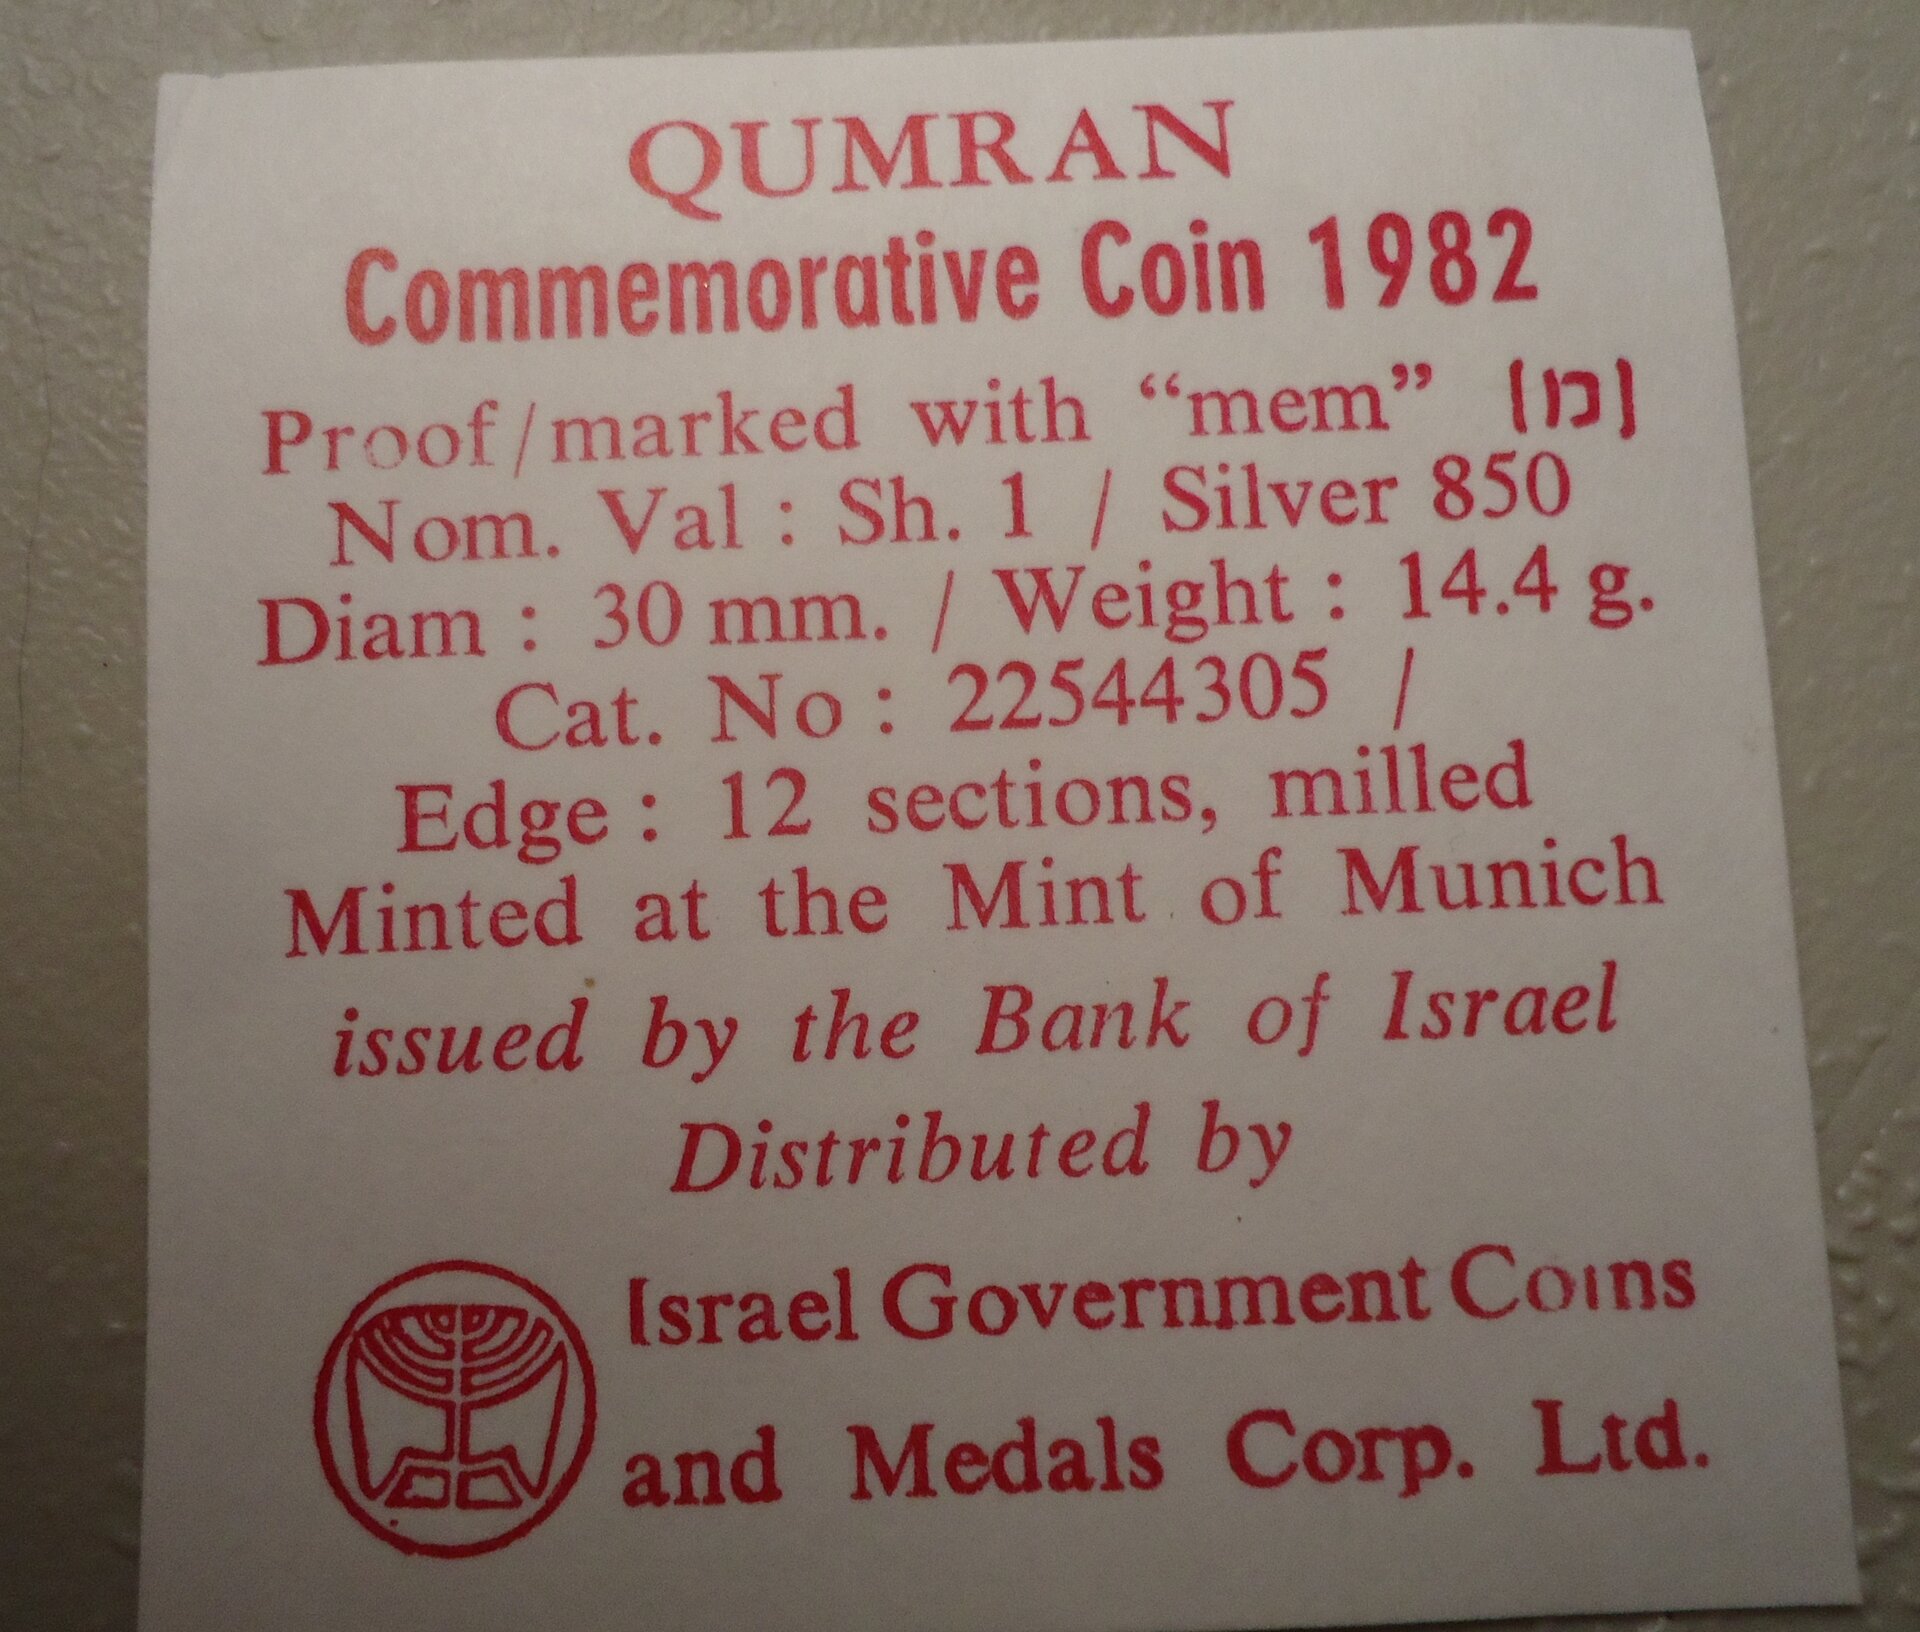 QUMRAN
Commemorative Coin 1982
Proof/marked with “mem” [מ]
Nom. Val : Sh. 1 / Silver 850
Diam : 30 mm. / Weight : 14.4 g.
Cat. No : 22544305 /
Edge : 12 sections, milled
Minted at the Mint of Munich
issued by the Bank of Israel
Distributed by
Israel Government Coins
and Medals Corp. Ltd.